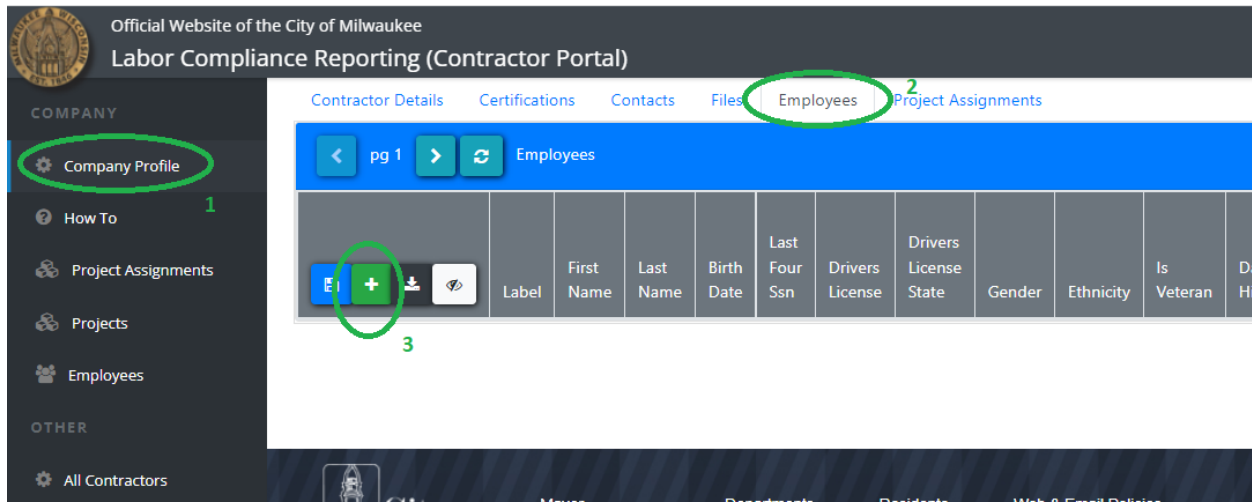 Official Website of the City of Milwaukee
Labor Compliance Reporting (Contractor Portal)
COMPANY
Company Profile
1
How To
Project Assignments
Projects
Employees
OTHER
All Contractors
Contractor Details Certifications Contacts Files Employees 2 Project Assignments
pg 1 Employees
Label First Name Last Name Birth Date Last Four Ssn Drivers License Drivers License State Gender Ethnicity Is Veteran
3